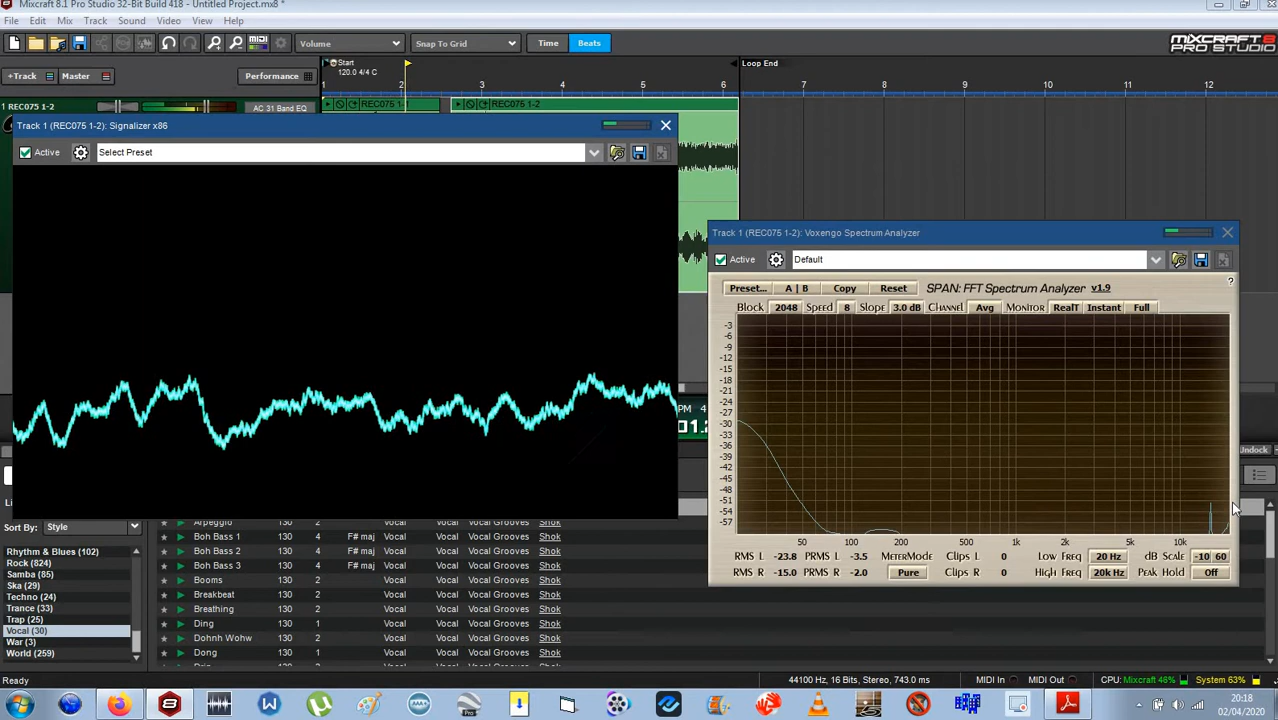 Mixcraft 8.1 Pro Studio 32-Bit Build 418 - Untitled Project.mx8 *
File Edit Mix Track Sound Video View Help
Volume Snap To Grid Time Beats MIXCRAFT 8 PRO STUDIO
+Track Master Performance
Start Loop End
120.0 4/4 C
1 2 3 4 5 6 7 8 9 10 11 12
1 REC075 1-2 AC 31 Band EQ REC075 1-1 REC075 1-2
Track 1 (REC075 1-2): Signalizer x86
Active Select Preset
Track 1 (REC075 1-2): Voxengo Spectrum Analyzer
Active Default
Preset... A | B Copy Reset SPAN: FFT Spectrum Analyzer v1.9 ?
Block 2048 Speed 8 Slope 3.0 dB Channel Avg Monitor RealT Instant Full
-3
-6
-9
-12
-15
-18
-21
-24
-27
-30
-33
-36
-39
-42
-45
-48
-51
-54
-57
50 100 200 500 1k 2k 5k 10k
RMS L -23.8 PRMS L -3.5 MeterMode Clips L 0 Low Freq 20 Hz dB Scale -10 60
RMS R -15.0 PRMS R -2.0 Pure Clips R 0 High Freq 20k Hz Peak Hold Off
PM 4
01.2
Undock
Sort By: Style
Rhythm & Blues (102)
Samba (85)
Ska (29)
Techno (24)
Trance (33)
Trap (25)
Vocal (30)
War (3)
World (259)
Arpeggio 130 2 Vocal Vocal Grooves Shok
Boh Bass 1 130 4 F# maj Vocal Vocal Grooves Shok
Boh Bass 2 130 4 F# maj Vocal Vocal Grooves Shok
Boh Bass 3 130 4 F# maj Vocal Vocal Grooves Shok
Booms 130 2 Vocal Vocal Grooves Shok
Breakbeat 130 2 Vocal Vocal Grooves Shok
Breathing 130 2 Vocal Vocal Grooves Shok
Ding 130 1 Vocal Vocal Grooves Shok
Dohnh Wohw 130 2 Vocal Vocal Grooves Shok
Dong 130 1 Vocal Vocal Grooves Shok
Ready 44100 Hz, 16 Bits, Stereo, 743.0 ms MIDI In MIDI Out CPU: Mixcraft 46% System 63%
Pro
20:18
02/04/2020